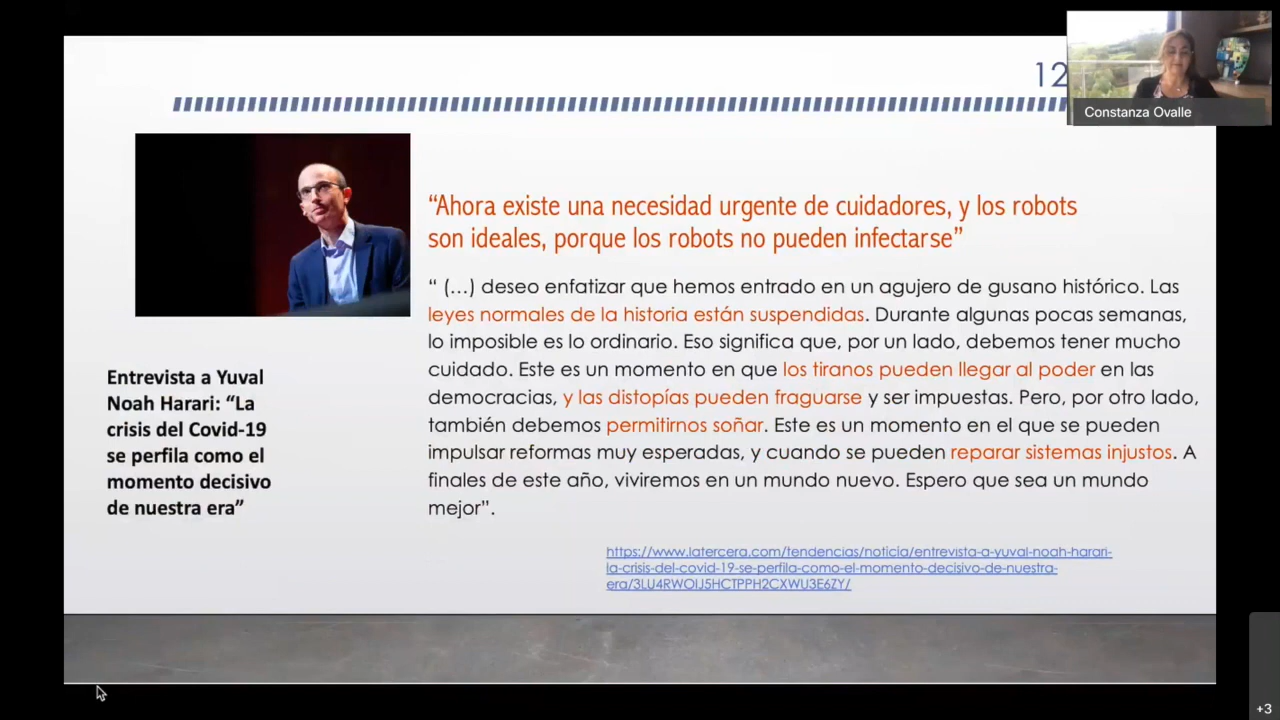 12
Constanza Ovalle
“Ahora existe una necesidad urgente de cuidadores, y los robots
son ideales, porque los robots no pueden infectarse”
“ (…) deseo enfatizar que hemos entrado en un agujero de gusano histórico. Las
leyes normales de la historia están suspendidas. Durante algunas pocas semanas,
lo imposible es lo ordinario. Eso significa que, por un lado, debemos tener mucho
cuidado. Este es un momento en que los tiranos pueden llegar al poder en las
democracias, y las distopías pueden fraguarse y ser impuestas. Pero, por otro lado,
también debemos permitirnos soñar. Este es un momento en el que se pueden
impulsar reformas muy esperadas, y cuando se pueden reparar sistemas injustos. A
finales de este año, viviremos en un mundo nuevo. Espero que sea un mundo
mejor”.
Entrevista a Yuval
Noah Harari: “La
crisis del Covid-19
se perfila como el
momento decisivo
de nuestra era”
https://www.latercera.com/tendencias/noticia/entrevista-a-yuval-noah-harari-
la-crisis-del-covid-19-se-perfila-como-el-momento-decisivo-de-nuestra-
era/3LU4RWOIJ5HCTPPH2CXWU3E6ZY/
+3